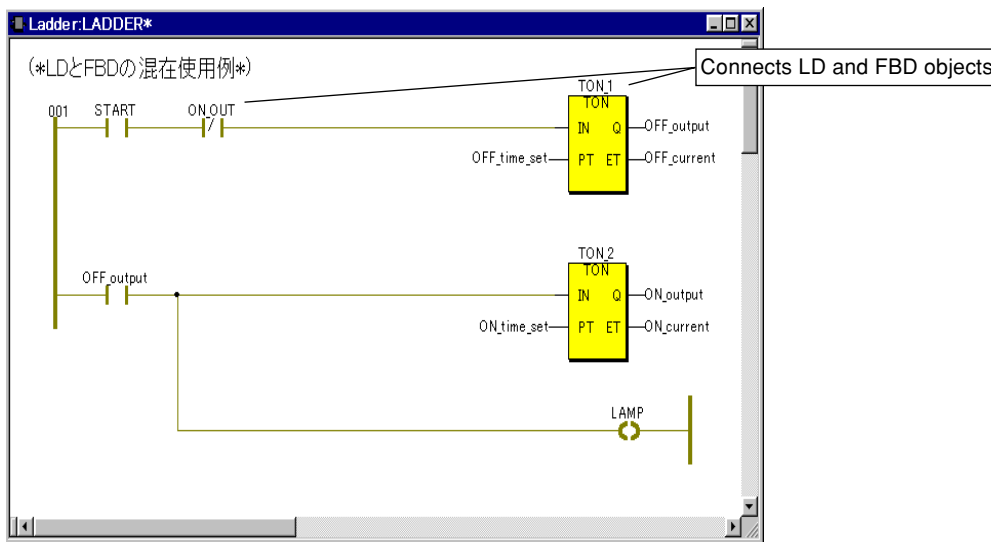 Ladder:LADDER*
(*LDとFBDの混在使用例*)
Connects LD and FBD objects
001 START ON_OUT TON_1
TON
IN Q OFF_output
OFF_time_set PT ET OFF_current
OFF_output TON_2
TON
IN Q ON_output
ON_time_set PT ET ON_current
LAMP